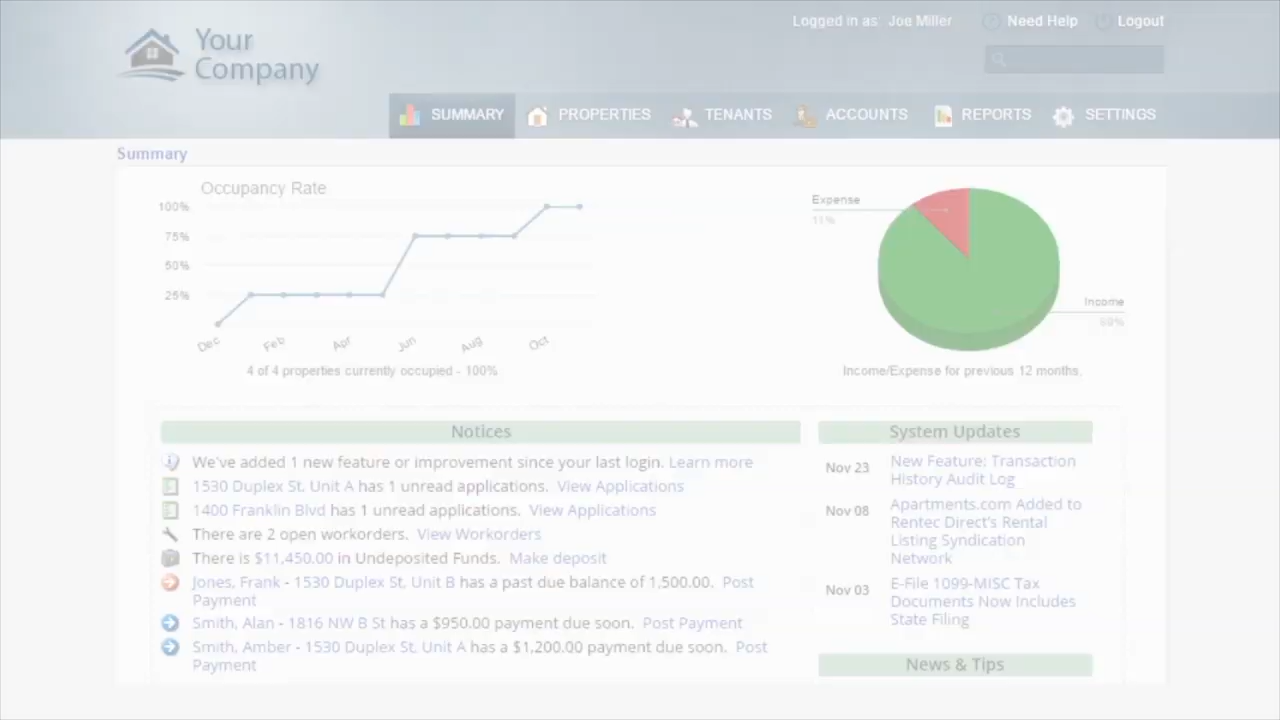 Logged in as: Joe Miller
Need Help
Logout
Your
Company
SUMMARY
PROPERTIES
TENANTS
ACCOUNTS
REPORTS
SETTINGS
Summary
Occupancy Rate
100%
75%
50%
25%
Dec
Feb
Apr
Jun
Aug
Oct
4 of 4 properties currently occupied - 100%
Expense
11%
Income
Income/Expense for previous 12 months.
Notices
We've added 1 new feature or improvement since your last login. Learn more
1530 Duplex St, Unit A has 1 unread applications. View Applications
1400 Franklin Blvd has 1 unread applications. View Applications
There are 2 open workorders. View Workorders
There is $11,450.00 in Undeposited Funds. Make deposit
Jones, Frank - 1530 Duplex St, Unit B has a past due balance of 1,500.00. Post
Payment
Smith, Alan - 1816 NW B St has a $950.00 payment due soon. Post Payment
Smith, Amber - 1530 Duplex St, Unit A has a $1,200.00 payment due soon. Post
Payment
System Updates
Nov 23
New Feature: Transaction
History Audit Log
Nov 08
Apartments.com Added to
Rentec Direct's Rental
Listing Syndication
Network
Nov 03
E-File 1099-MISC Tax
Documents Now Includes
State Filing
News & Tips